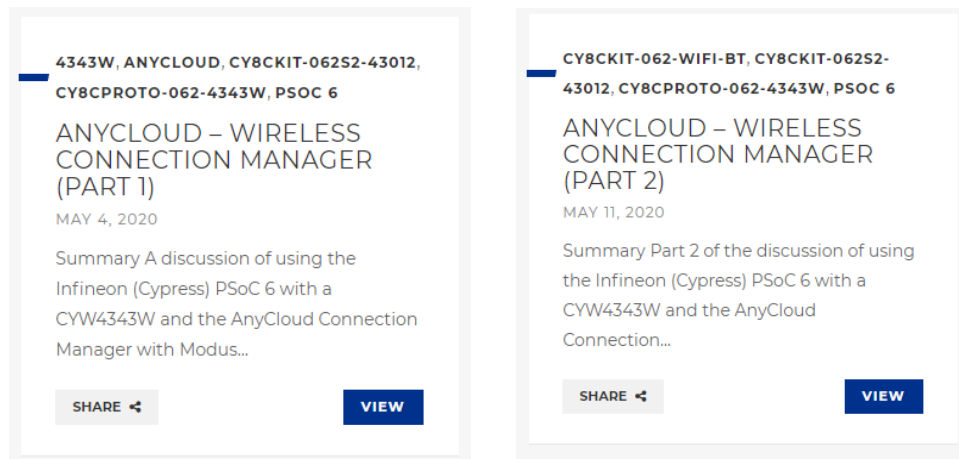 4343W, ANYCLOUD, CY8CKIT-062S2-43012,
CY8CPROTO-062-4343W, PSOC 6
ANYCLOUD – WIRELESS
CONNECTION MANAGER
(PART 1)
MAY 4, 2020
Summary A discussion of using the
Infineon (Cypress) PSoC 6 with a
CYW4343W and the AnyCloud Connection
Manager with Modus...
SHARE
VIEW
CY8CKIT-062-WIFI-BT, CY8CKIT-062S2-
43012, CY8CPROTO-062-4343W, PSOC 6
ANYCLOUD – WIRELESS
CONNECTION MANAGER
(PART 2)
MAY 11, 2020
Summary Part 2 of the discussion of using
the Infineon (Cypress) PSoC 6 with a
CYW4343W and the AnyCloud
Connection...
SHARE
VIEW